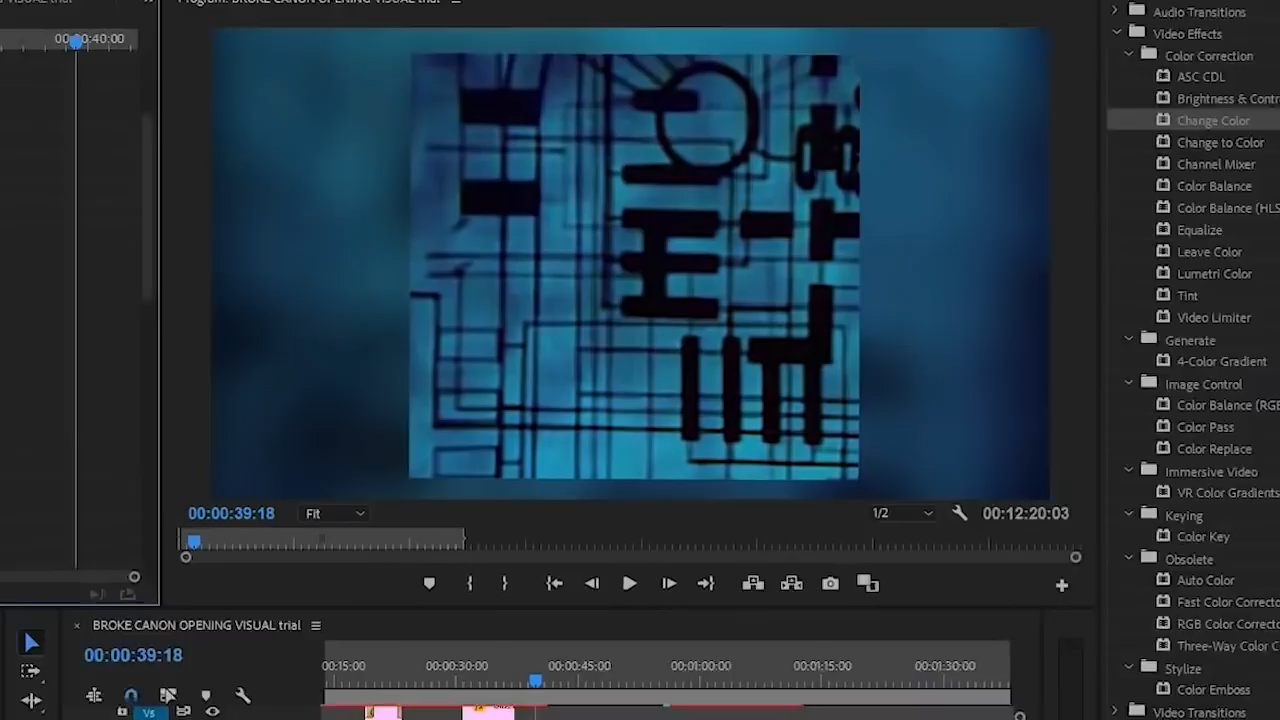 Program: BROKE CANON OPENING VISUAL trial
00:00:40:00
00:00:39:18
Fit
1/2
00:12:20:03
× BROKE CANON OPENING VISUAL trial
00:00:39:18
00:15:00
00:00:30:00
00:00:45:00
00:01:00:00
00:01:15:00
00:01:30:00
V5
Audio Transitions
Video Effects
Color Correction
ASC CDL
Brightness & Contr
Change Color
Change to Color
Channel Mixer
Color Balance
Color Balance (HLS
Equalize
Leave Color
Lumetri Color
Tint
Video Limiter
Generate
4-Color Gradient
Image Control
Color Balance (RGB
Color Pass
Color Replace
Immersive Video
VR Color Gradients
Keying
Color Key
Obsolete
Auto Color
Fast Color Correcto
RGB Color Correcto
Three-Way Color C
Stylize
Color Emboss
Video Transitions